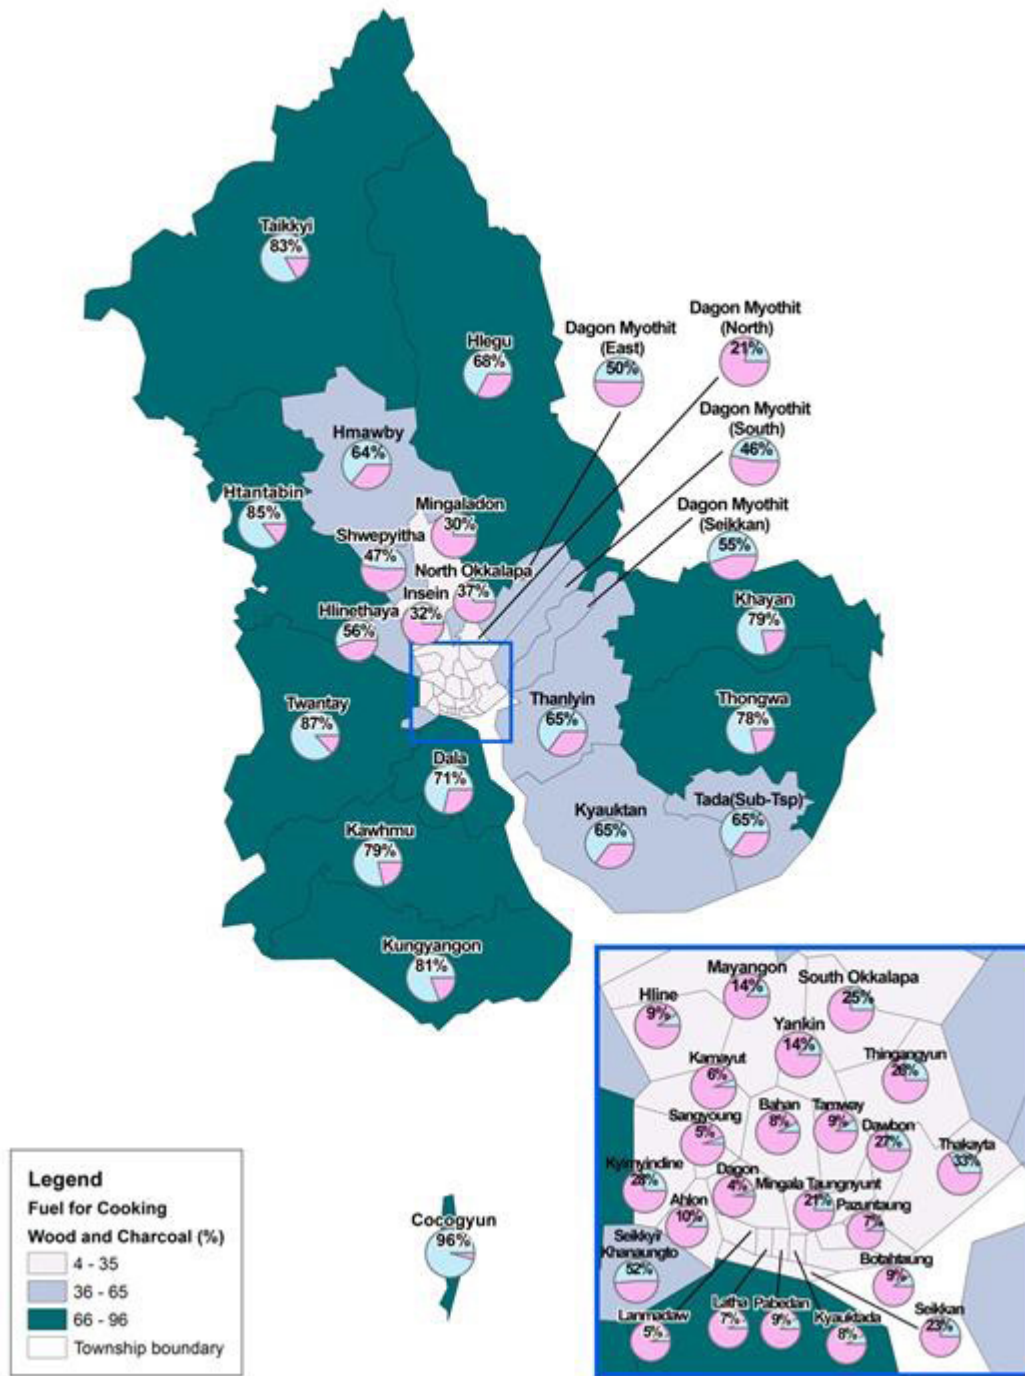 Taikkyi
83%
Hlegu
68%
Dagon Myothit
(East)
50%
Dagon Myothit
(North)
21%
Dagon Myothit
(South)
46%
Dagon Myothit
(Seikkan)
55%
Hmawby
64%
Htantabin
85%
Mingaladon
30%
Shwepyitha
47%
North Okkalapa
37%
Insein
32%
Hlinethaya
56%
Khayan
79%
Twantay
87%
Thanlyin
65%
Thongwa
78%
Dala
71%
Kyauktan
65%
Tada(Sub-Tsp)
65%
Kawhmu
79%
Kungyangon
81%
Cocogyun
96%
Mayangon
14%
South Okkalapa
25%
Hline
9%
Yankin
14%
Kamayut
6%
Thingangyun
26%
Sangyoung
5%
Bahan
8%
Tamway
9%
Dawbon
27%
Thakayta
33%
Kyimyindine
28%
Dagon
4%
Mingala Taungnyunt
21%
Ahlon
10%
Pazuntaung
7%
Seikkyi/
Khanaungto
52%
Botahtaung
9%
Lanmadaw
5%
Latha
7%
Pabedan
9%
Kyauktada
8%
Seikkan
23%
Legend
Fuel for Cooking
Wood and Charcoal (%)
4 - 35
36 - 65
66 - 96
Township boundary